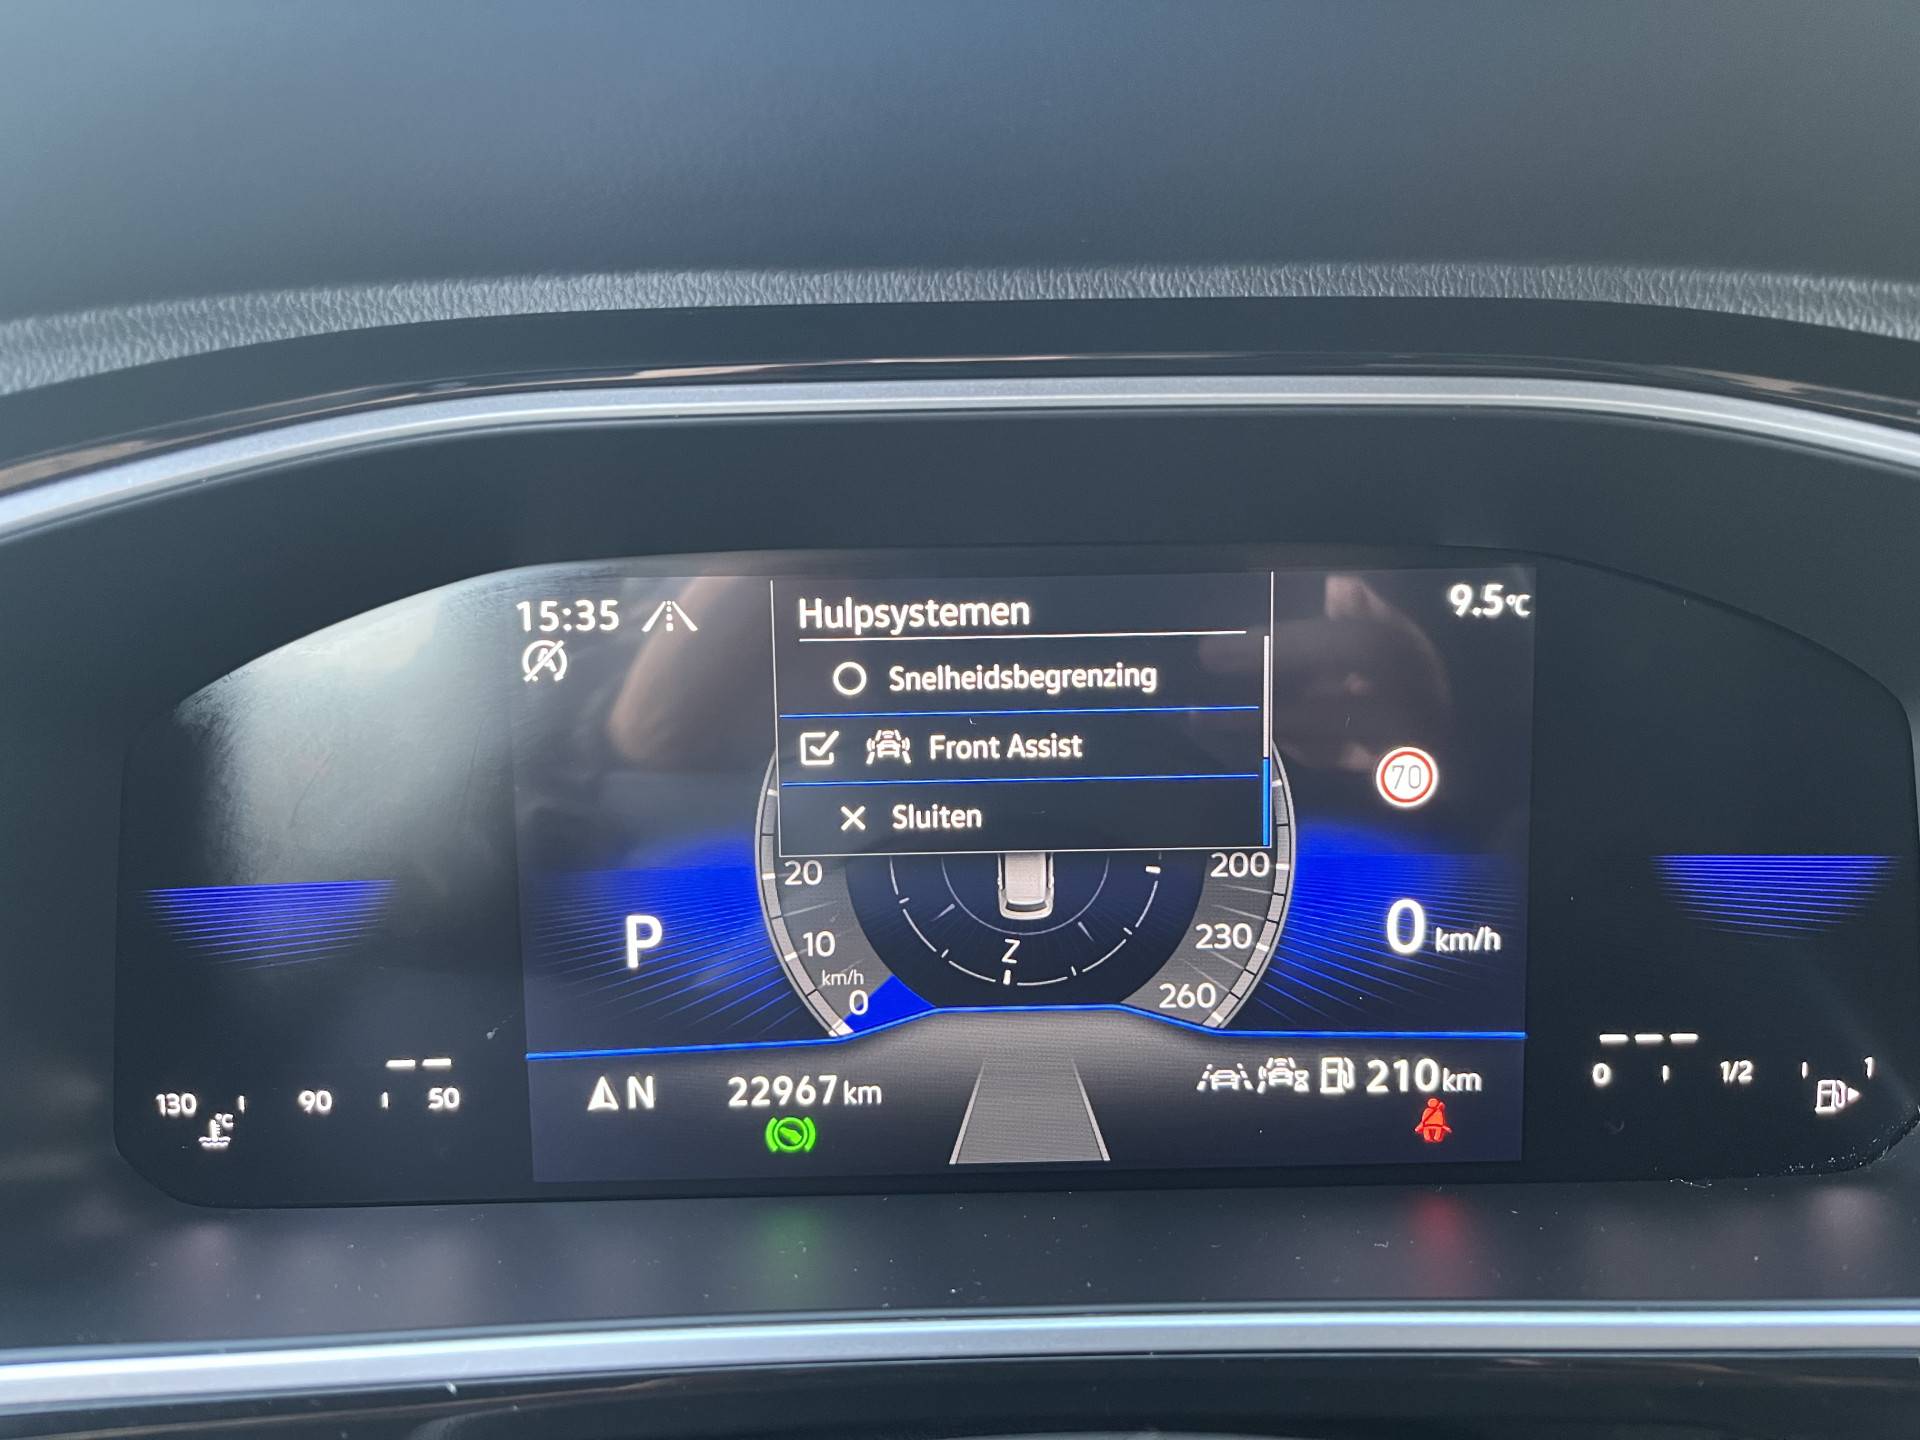 15:35
Hulpsystemen
9.5°C
Snelheidsbegrenzing
Front Assist
70
Sluiten
20
200
P
10
Z
230
0 km/h
km/h
0
260
N
22967 km
210 km
130
90
50
°C
0
1/2
1